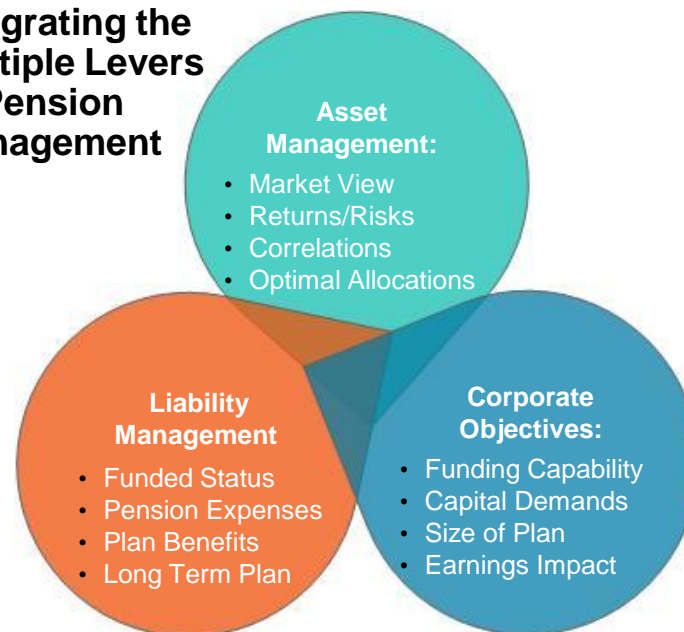 grating the
tiple Levers
Pension
nagement
Asset
Management:
• Market View
• Returns/Risks
• Correlations
• Optimal Allocations
Liability
Management
• Funded Status
• Pension Expenses
• Plan Benefits
• Long Term Plan
Corporate
Objectives:
• Funding Capability
• Capital Demands
• Size of Plan
• Earnings Impact